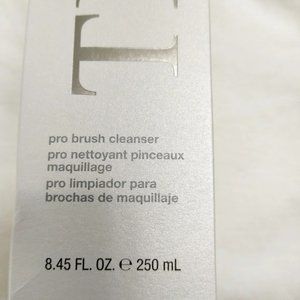 pro brush cleanser
pro nettoyant pinceaux
maquillage
pro limpiador para
brochas de maquillaje
8.45 FL. OZ. ℮ 250 mL